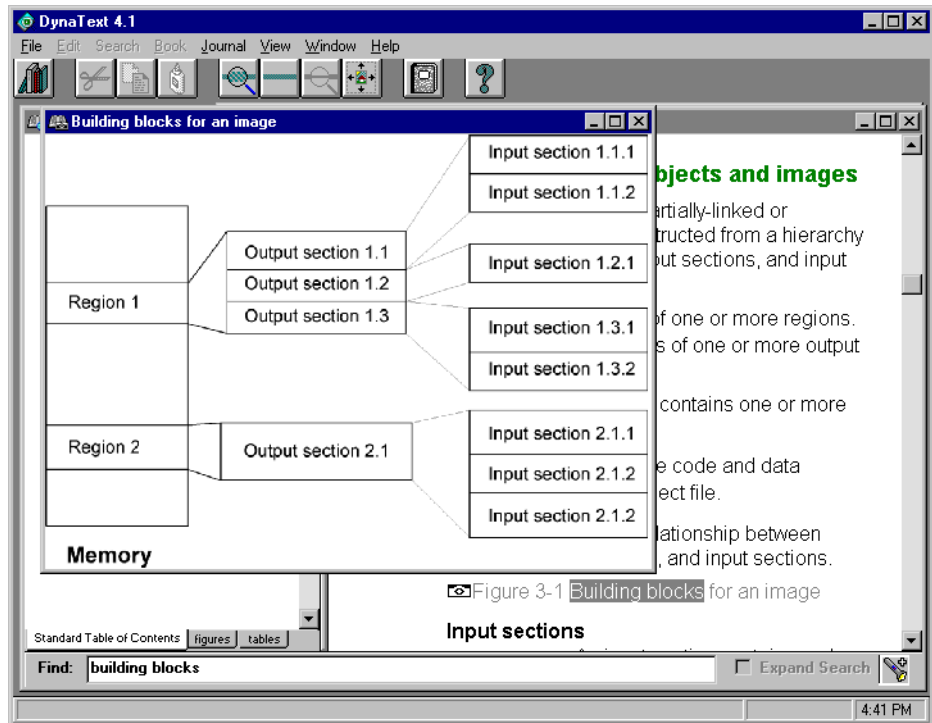 DynaText 4.1
File Edit Search Book Journal View Window Help
Building blocks for an image
Input section 1.1.1
Input section 1.1.2
Output section 1.1
Output section 1.2
Output section 1.3
Input section 1.2.1
Region 1
Input section 1.3.1
Input section 1.3.2
Input section 2.1.1
Region 2
Output section 2.1
Input section 2.1.2
Input section 2.1.2
Memory
bjects and images
artially-linked or
tructed from a hierarchy
out sections, and input
of one or more regions.
s of one or more output
contains one or more
e code and data
ect file.
lationship between
, and input sections.
Figure 3-1 Building blocks for an image
Input sections
Standard Table of Contents figures tables
Find: building blocks Expand Search
4:41 PM